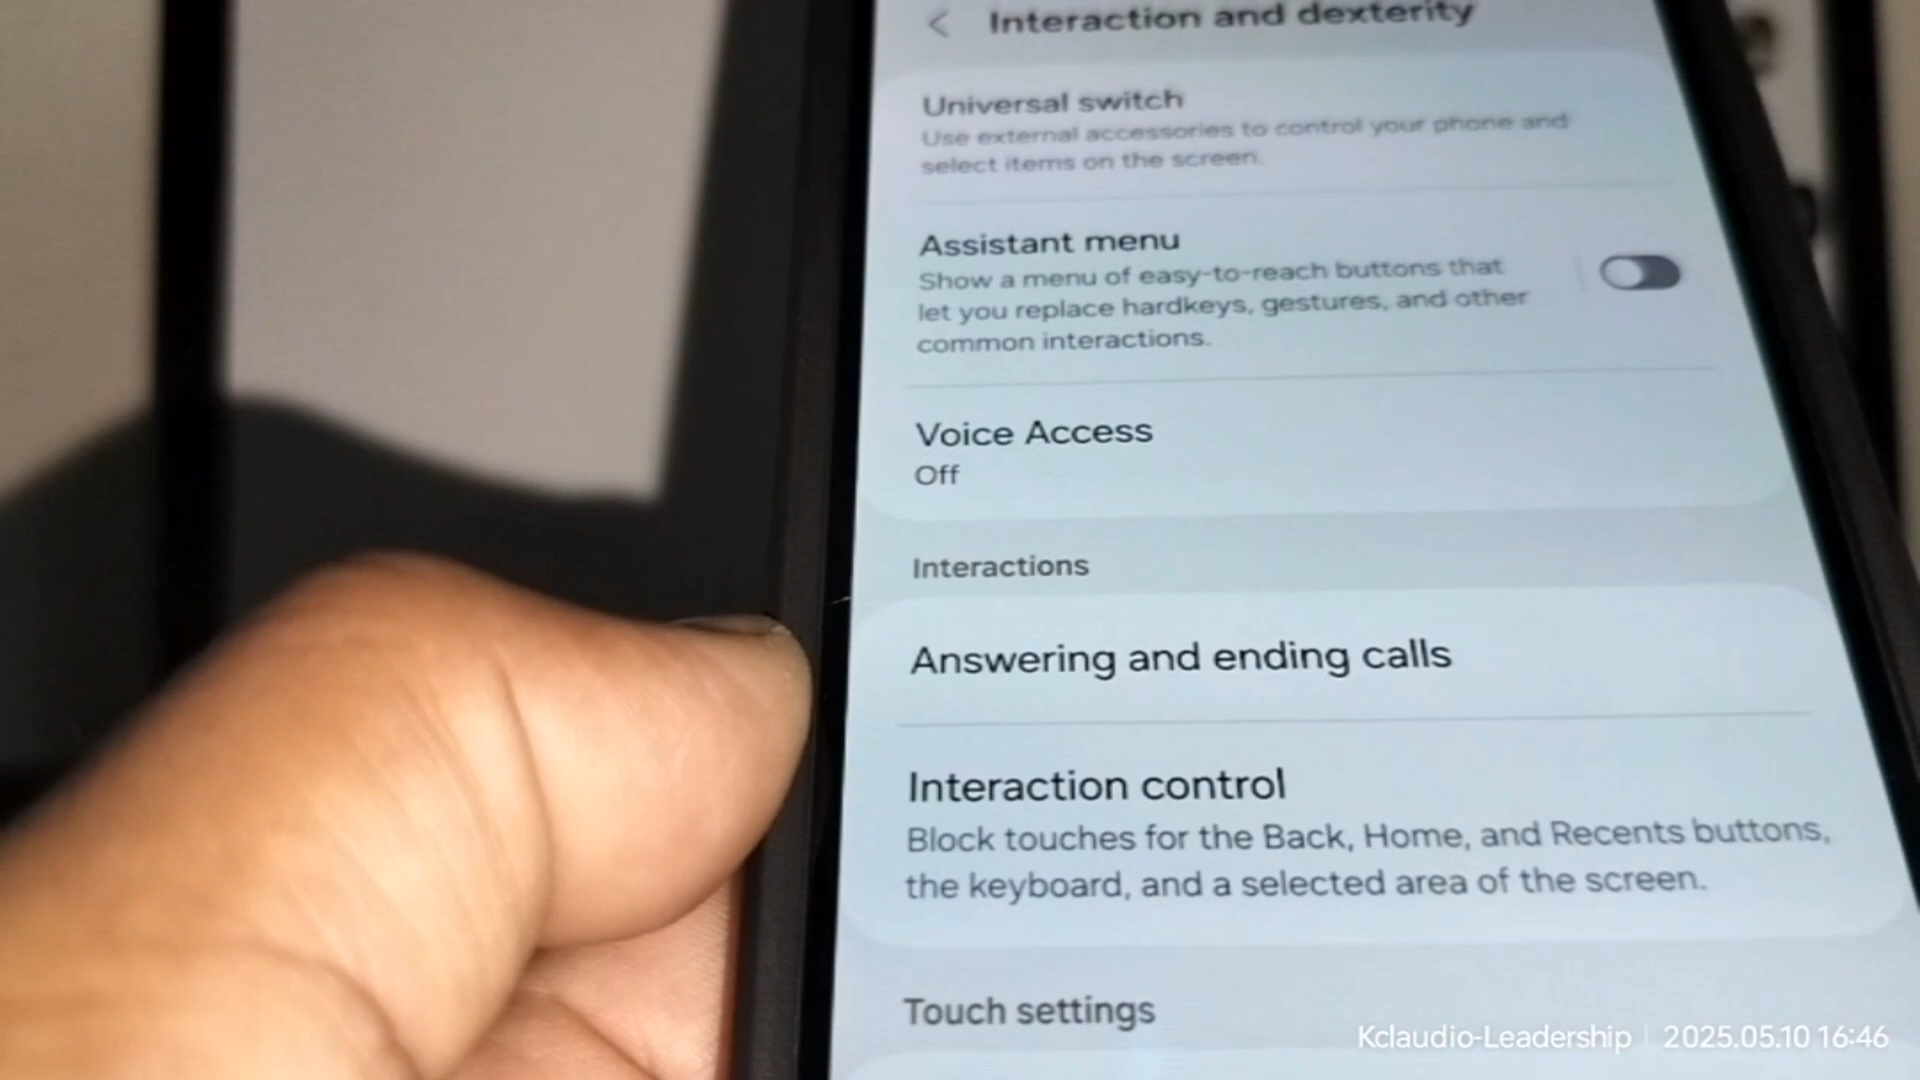 Interaction and dexterity
Universal switch
Use external accessories to control your phone and
select items on the screen.
Assistant menu
Show a menu of easy-to-reach buttons that
let you replace hardkeys, gestures, and other
common interactions.
Voice Access
Off
Interactions
Answering and ending calls
Interaction control
Block touches for the Back, Home, and Recents buttons,
the keyboard, and a selected area of the screen.
Touch settings
Kclaudio-Leadership | 2025.05.10 16:46